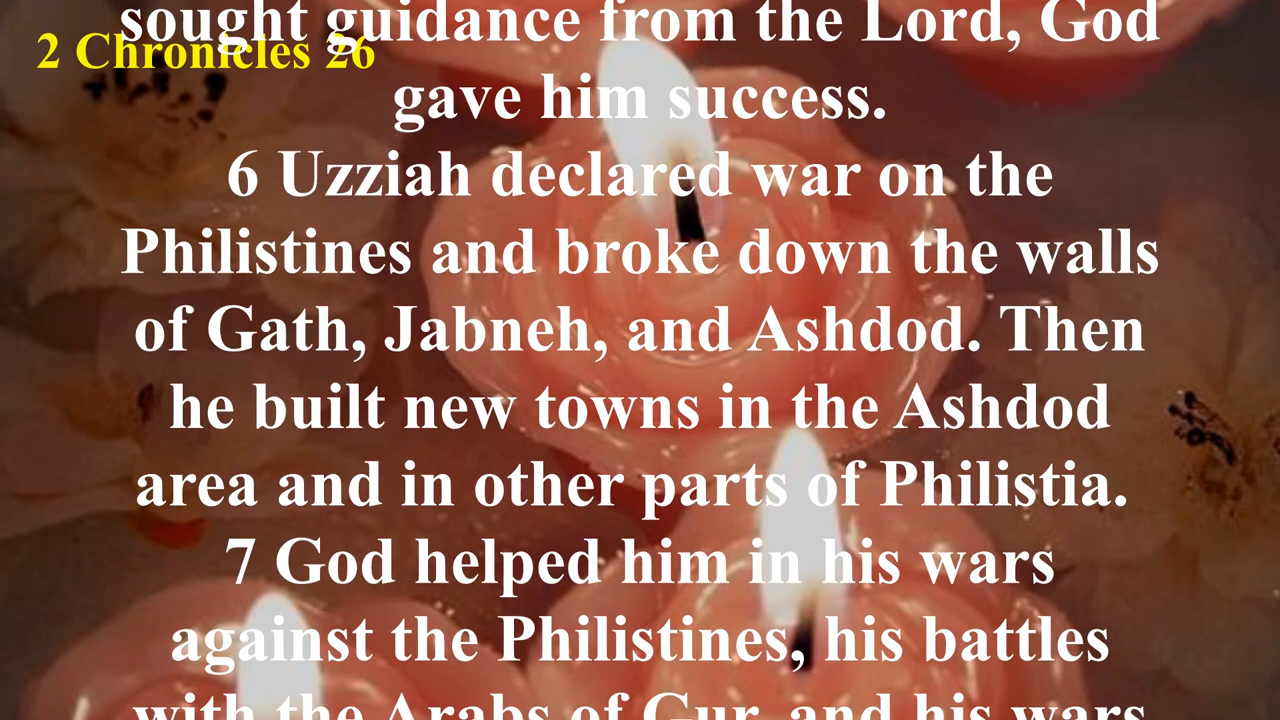 sought guidance from the Lord, God
2 Chronicles 26
gave him success.
6 Uzziah declared war on the
Philistines and broke down the walls
of Gath, Jabneh, and Ashdod. Then
he built new towns in the Ashdod
area and in other parts of Philistia.
7 God helped him in his wars
against the Philistines, his battles
with the Arabs of Gur, and his wars